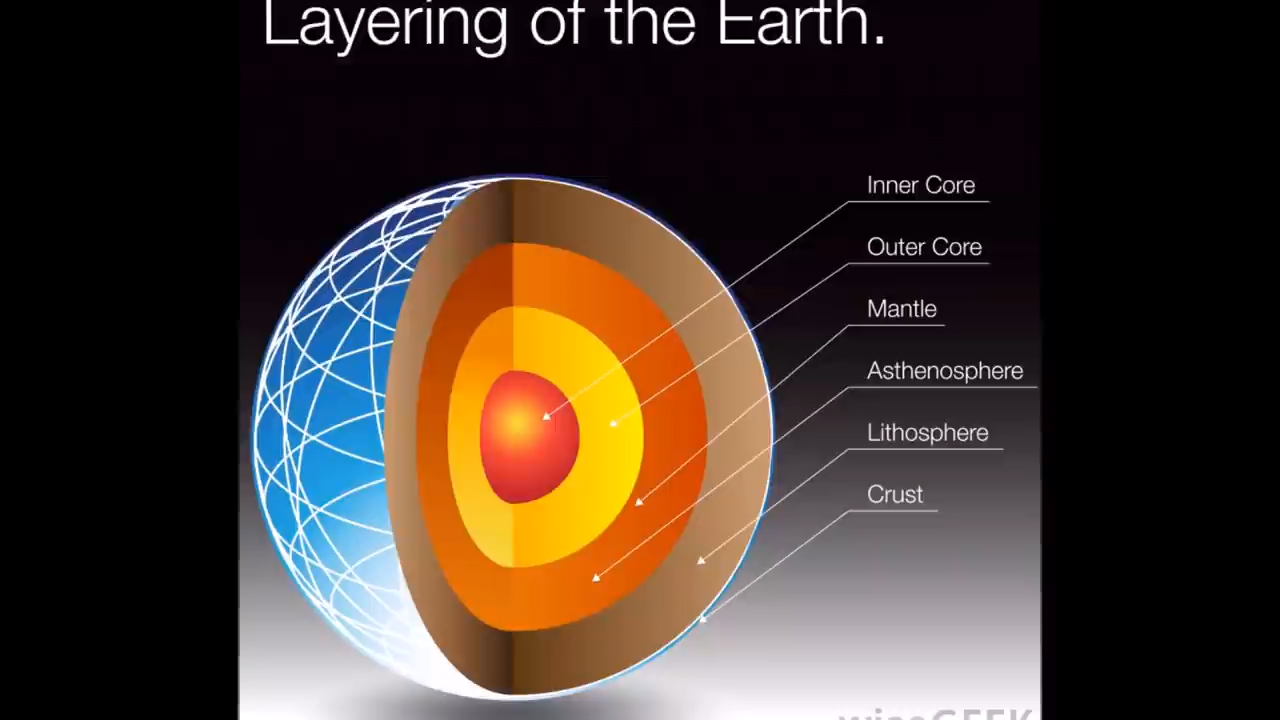 Layering of the Earth.
Inner Core
Outer Core
Mantle
Asthenosphere
Lithosphere
Crust